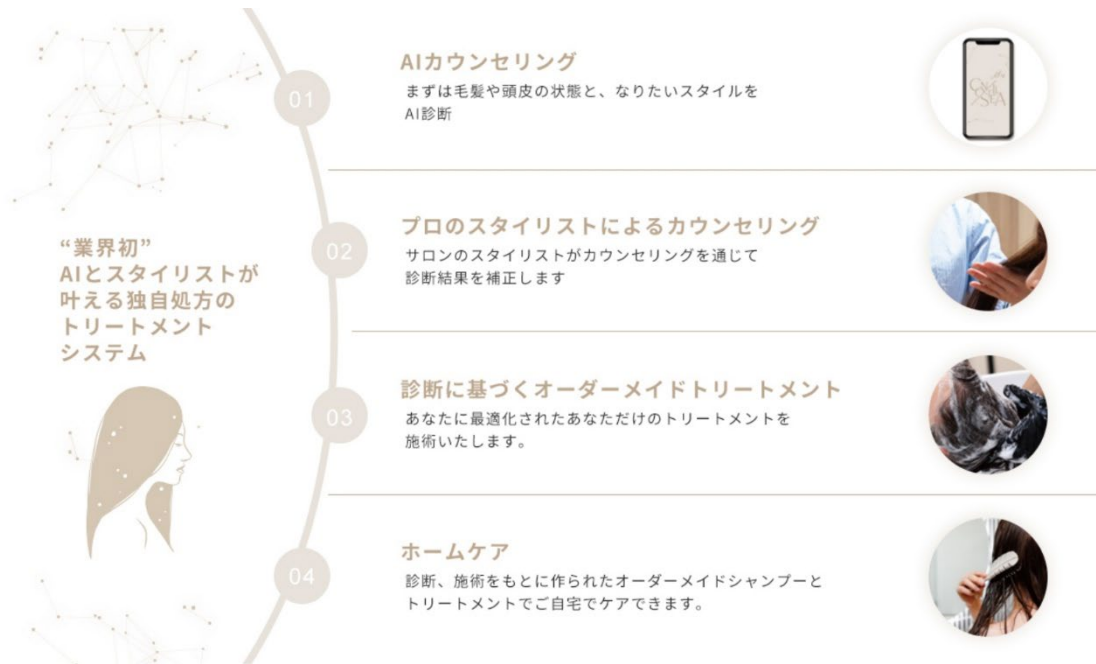 “業界初”
AIとスタイリストが
叶える独自処方の
トリートメント
システム
01
AIカウンセリング
まずは毛髪や頭皮の状態と、なりたいスタイルを
AI診断
02
プロのスタイリストによるカウンセリング
サロンのスタイリストがカウンセリングを通じて
診断結果を補正します
03
診断に基づくオーダーメイドトリートメント
あなたに最適化されたあなただけのトリートメントを
施術いたします。
04
ホームケア
診断、施術をもとに作られたオーダーメイドシャンプーと
トリートメントでご自宅でケアできます。